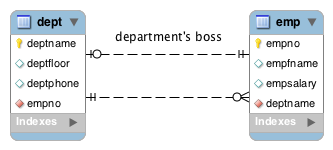 dept
deptname
deptfloor
deptphone
empno
Indexes
department's boss
emp
empno
empfname
empsalary
deptname
Indexes